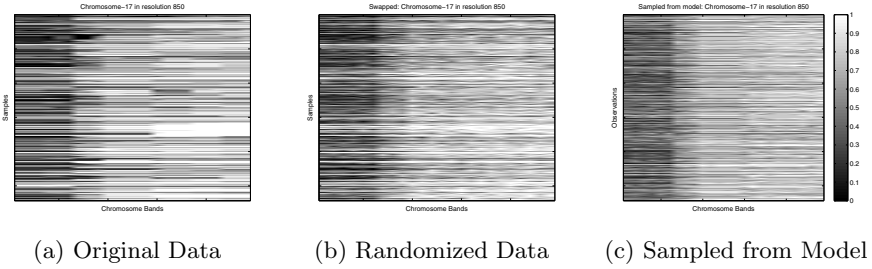 Chromosome−17 in resolution 850
Samples
Chromosome Bands
(a) Original Data
Swapped: Chromosome−17 in resolution 850
Samples
Chromosome Bands
(b) Randomized Data
Sampled from model: Chromosome−17 in resolution 850
Observations
Chromosome Bands
1
0.9
0.8
0.7
0.6
0.5
0.4
0.3
0.2
0.1
0
(c) Sampled from Model